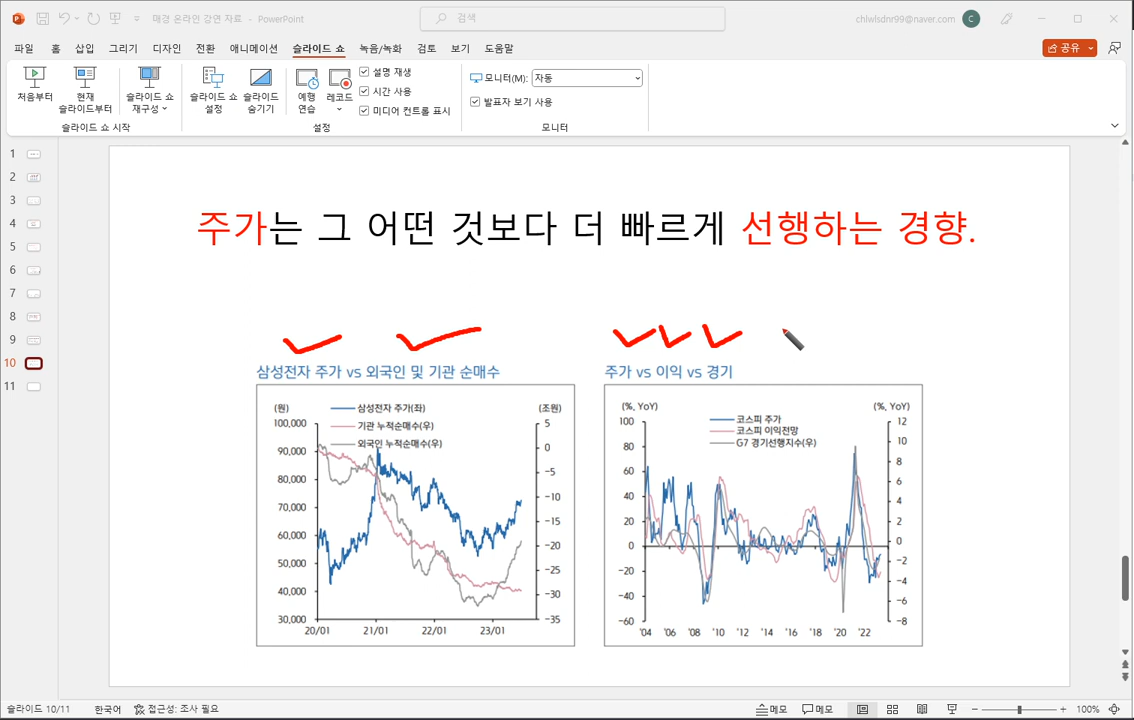 매경 온라인 강연 자료 - PowerPoint
검색
chlwlsdnr99@naver.com
C
파일 홈 삽입 그리기 디자인 전환 애니메이션 슬라이드 쇼 녹음/녹화 검토 보기 도움말
공유
처음부터
현재 슬라이드부터
슬라이드 쇼 재구성
슬라이드 쇼 시작
슬라이드 쇼 설정
슬라이드 숨기기
예행 연습
레코드
설명 재생
시간 사용
미디어 컨트롤 표시
설정
모니터(M): 자동
발표자 보기 사용
모니터
1
2
3
4
5
6
7
8
9
10
11
주가는 그 어떤 것보다 더 빠르게 선행하는 경향.
삼성전자 주가 vs 외국인 및 기관 순매수
(원)
(조원)
삼성전자 주가(좌)
기관 누적순매수(우)
외국인 누적순매수(우)
100,000
90,000
80,000
70,000
60,000
50,000
40,000
30,000
5
0
-5
-10
-15
-20
-25
-30
-35
20/01 21/01 22/01 23/01
주가 vs 이익 vs 경기
(%, YoY)
(%, YoY)
코스피 주가
코스피 이익전망
G7 경기선행지수(우)
100
80
60
40
20
0
-20
-40
-60
12
10
8
6
4
2
0
-2
-4
-6
-8
'04 '06 '08 '10 '12 '14 '16 '18 '20 '22
슬라이드 10/11 한국어 접근성: 조사 필요
메모 메모 100%